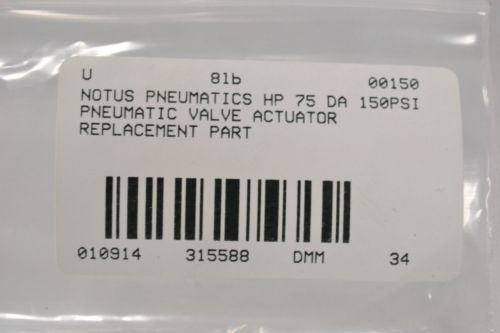 U 81b 00150
NOTUS PNEUMATICS HP 75 DA 150PSI
PNEUMATIC VALVE ACTUATOR
REPLACEMENT PART
010914 315588 DMM 34